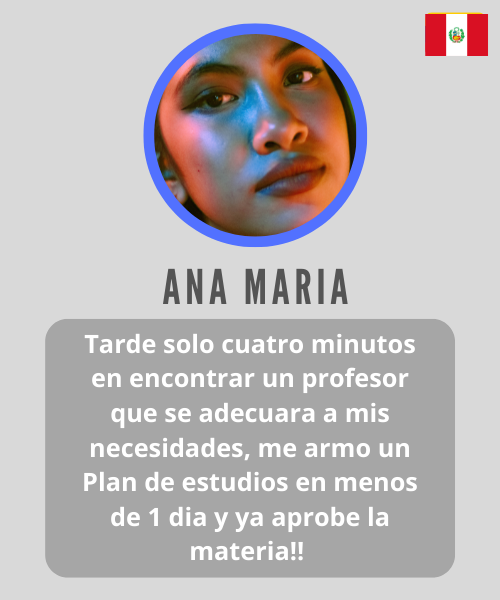 ANA MARIA
Tarde solo cuatro minutos
en encontrar un profesor
que se adecuara a mis
necesidades, me armo un
Plan de estudios en menos
de 1 dia y ya aprobe la
materia!!